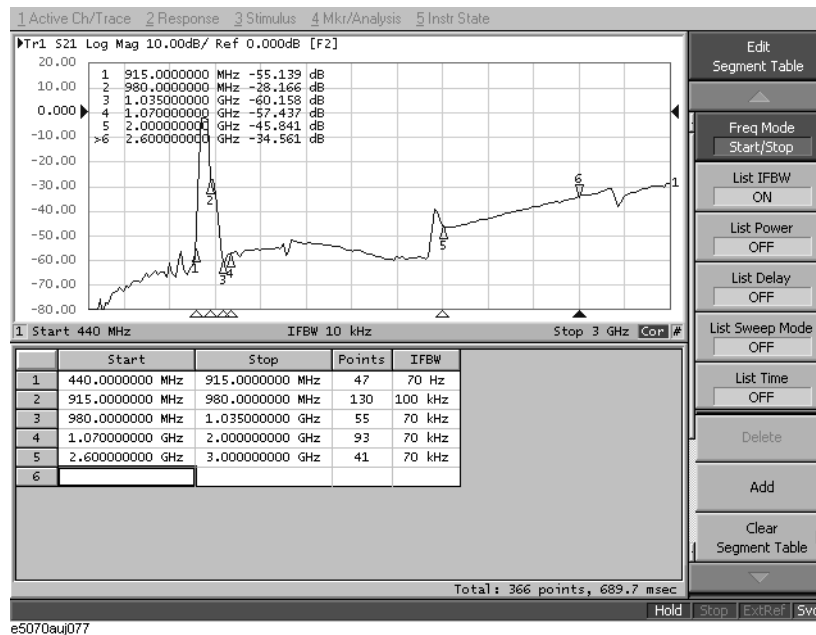 1 Active Ch/Trace 2 Response 3 Stimulus 4 Mkr/Analysis 5 Instr State
Tr1 S21 Log Mag 10.00dB/ Ref 0.000dB [F2]
20.00
10.00
0.000
-10.00
-20.00
-30.00
-40.00
-50.00
-60.00
-70.00
-80.00
1 915.0000000 MHz -55.139 dB
2 980.0000000 MHz -28.166 dB
3 1.035000000 GHz -60.158 dB
4 1.070000000 GHz -57.437 dB
5 2.000000000 GHz -45.841 dB
>6 2.600000000 GHz -34.561 dB
1
2
3
4
5
6
1
1 Start 440 MHz IFBW 10 kHz Stop 3 GHz Cor #
Start Stop Points IFBW
1 440.0000000 MHz 915.0000000 MHz 47 70 Hz
2 915.0000000 MHz 980.0000000 MHz 130 100 kHz
3 980.0000000 MHz 1.035000000 GHz 55 70 kHz
4 1.070000000 GHz 2.000000000 GHz 93 70 kHz
5 2.600000000 GHz 3.000000000 GHz 41 70 kHz
6
Total: 366 points, 689.7 msec
Edit
Segment Table
Freq Mode
Start/Stop
List IFBW
ON
List Power
OFF
List Delay
OFF
List Sweep Mode
OFF
List Time
OFF
Delete
Add
Clear
Segment Table
Hold Stop ExtRef Svc
e5070auj077